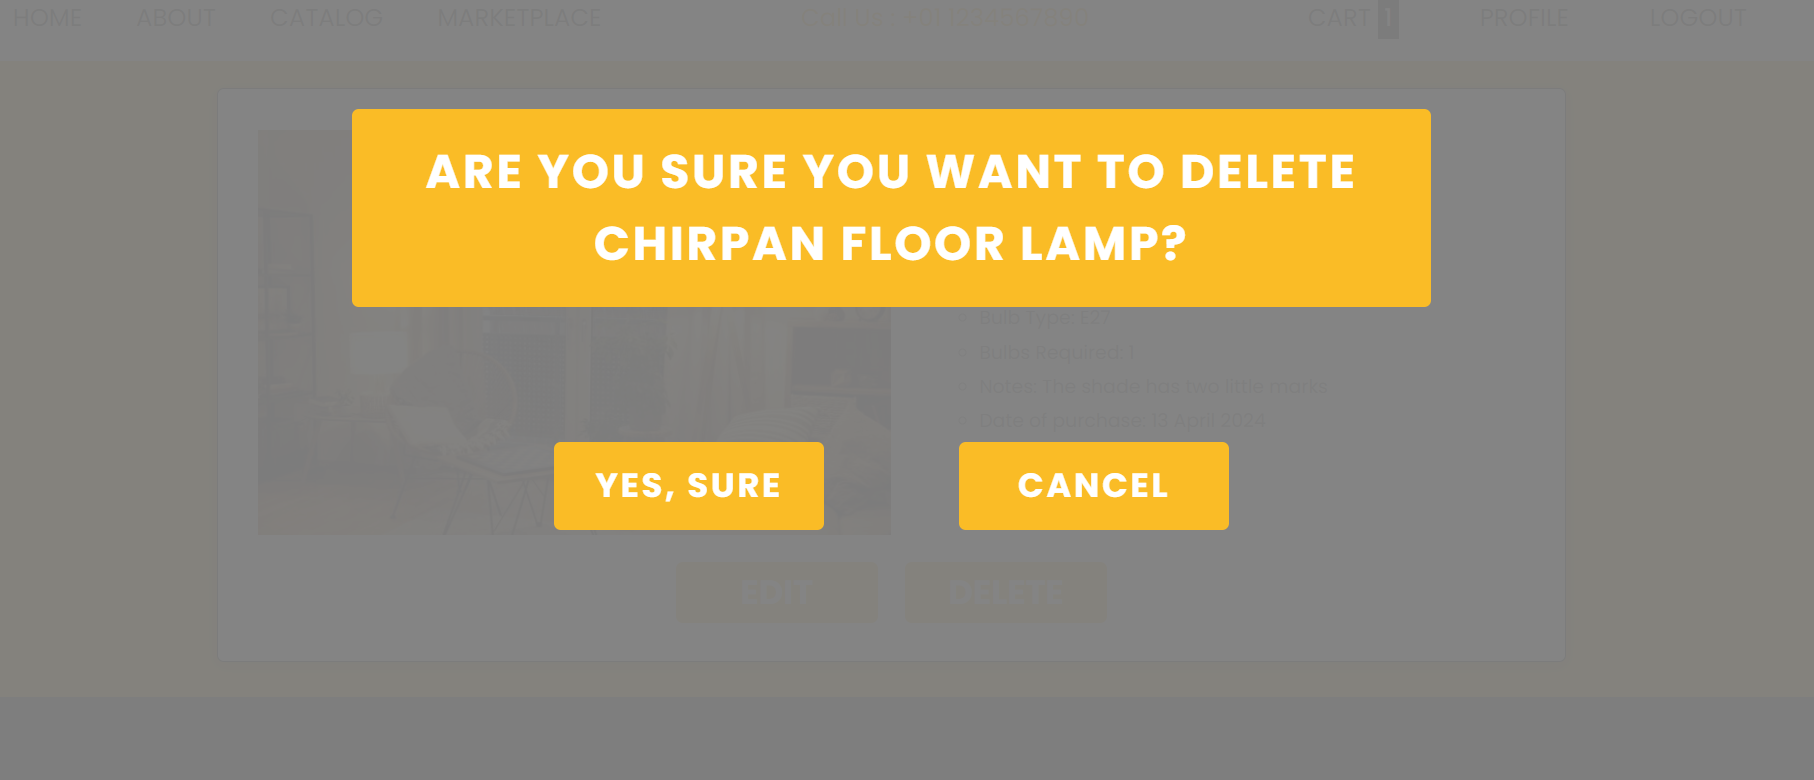 HOME ABOUT CATALOG MARKETPLACE Call Us : CART 1 PROFILE LOGOUT
ARE YOU SURE YOU WANT TO DELETE
CHIRPAN FLOOR LAMP?
Bulb Type: E27
Bulbs Required: 1
Notes: The shade has two little marks
Date of purchase: 13 April 2024
YES, SURE CANCEL
EDIT DELETE